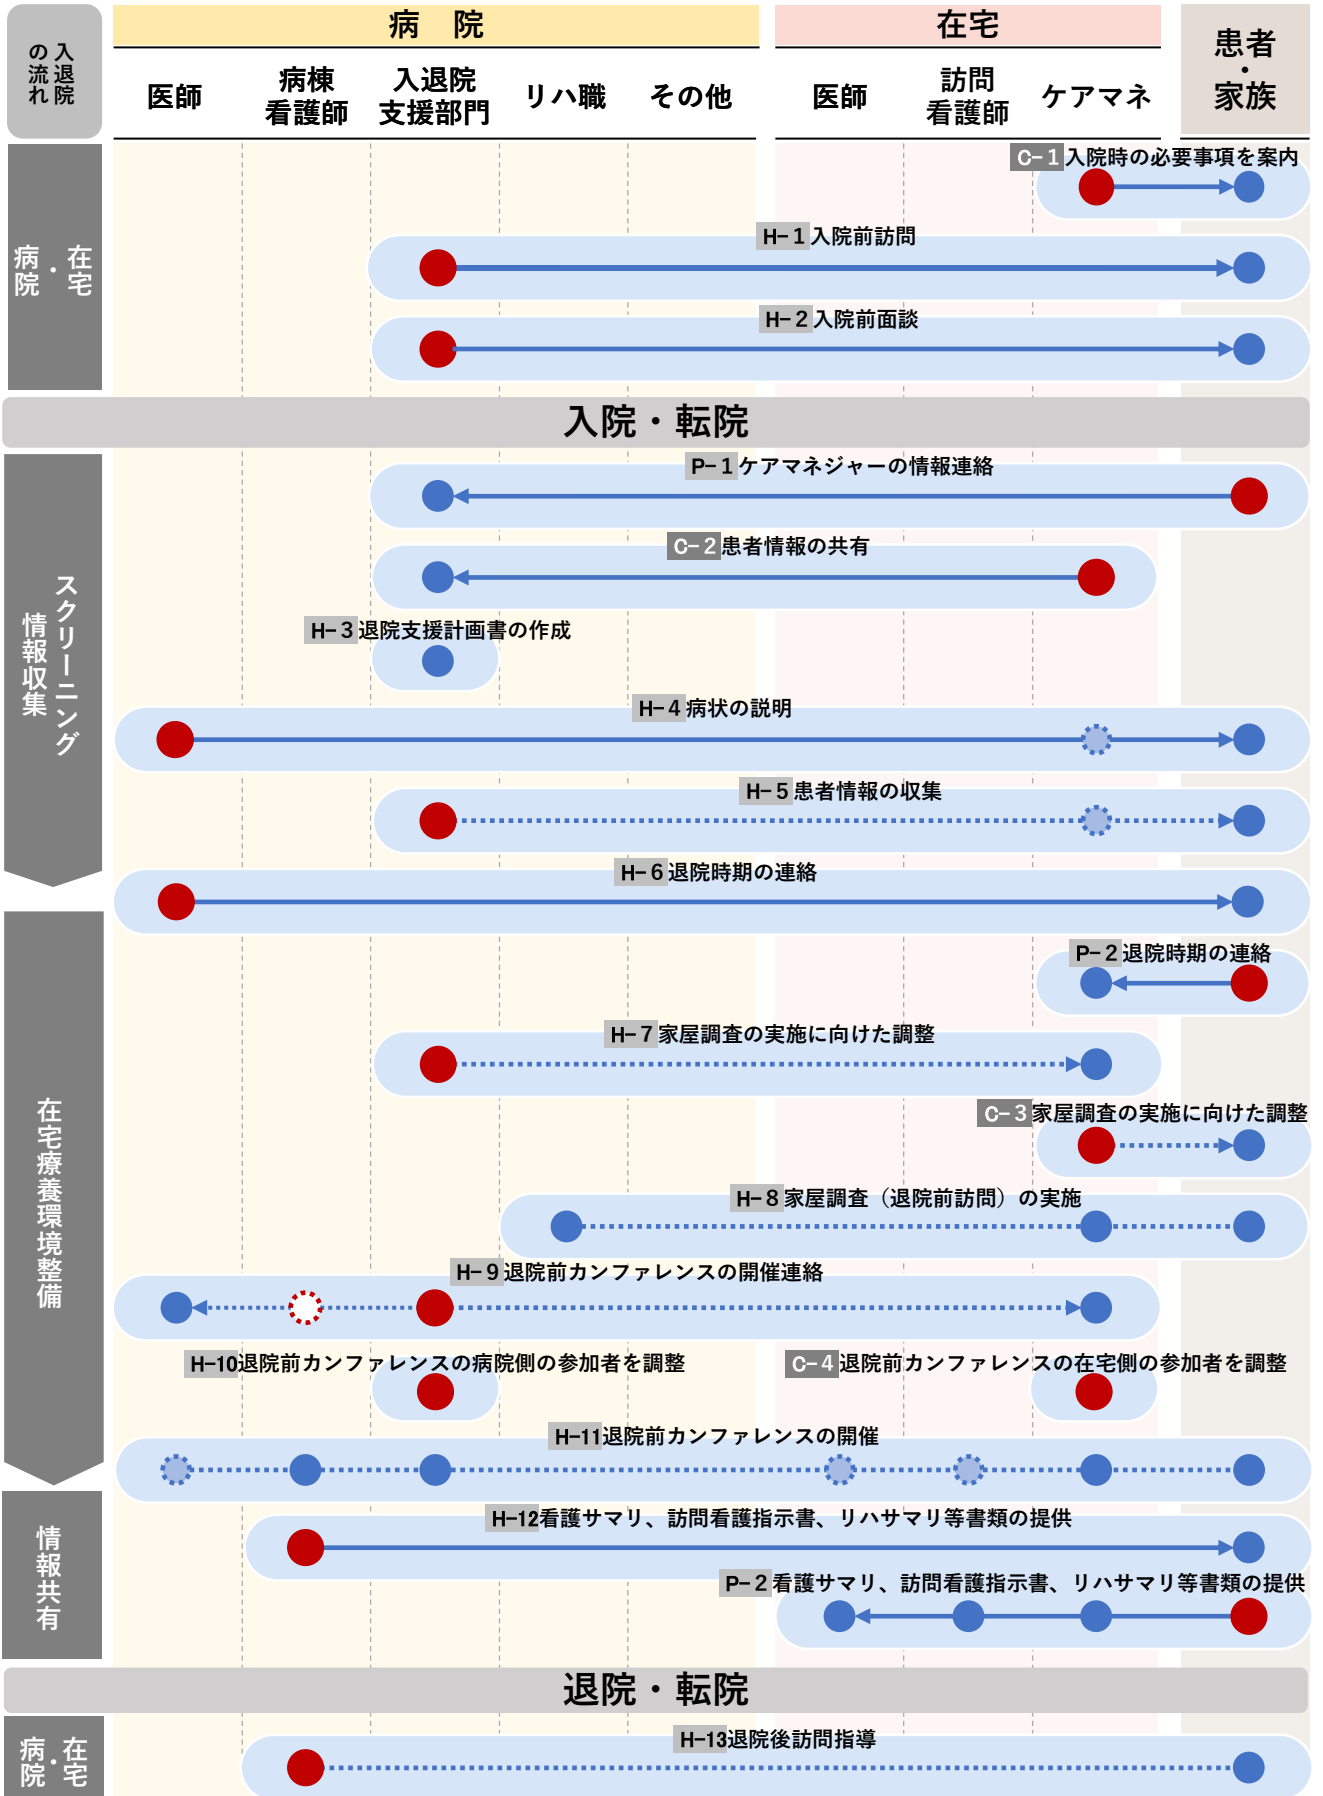 入退院
の流れ
病　院
在宅
患者
・
家族
医師
病棟
看護師
入退院
支援部門
リハ職
その他
医師
訪問
看護師
ケアマネ
在宅
・
病院
C-1入院時の必要事項を案内
H-1入院前訪問
H-2入院前面談
入院・転院
スクリーニング
情報収集
P-1ケアマネジャーの情報連絡
C-2患者情報の共有
H-3退院支援計画書の作成
H-4病状の説明
H-5患者情報の収集
H-6退院時期の連絡
在宅療養環境整備
P-2退院時期の連絡
H-7家屋調査の実施に向けた調整
C-3家屋調査の実施に向けた調整
H-8家屋調査（退院前訪問）の実施
H-9退院前カンファレンスの開催連絡
H-10退院前カンファレンスの病院側の参加者を調整
C-4退院前カンファレンスの在宅側の参加者を調整
H-11退院前カンファレンスの開催
情報共有
H-12看護サマリ、訪問看護指示書、リハサマリ等書類の提供
P-2看護サマリ、訪問看護指示書、リハサマリ等書類の提供
退院・転院
在宅
・
病院
H-13退院後訪問指導